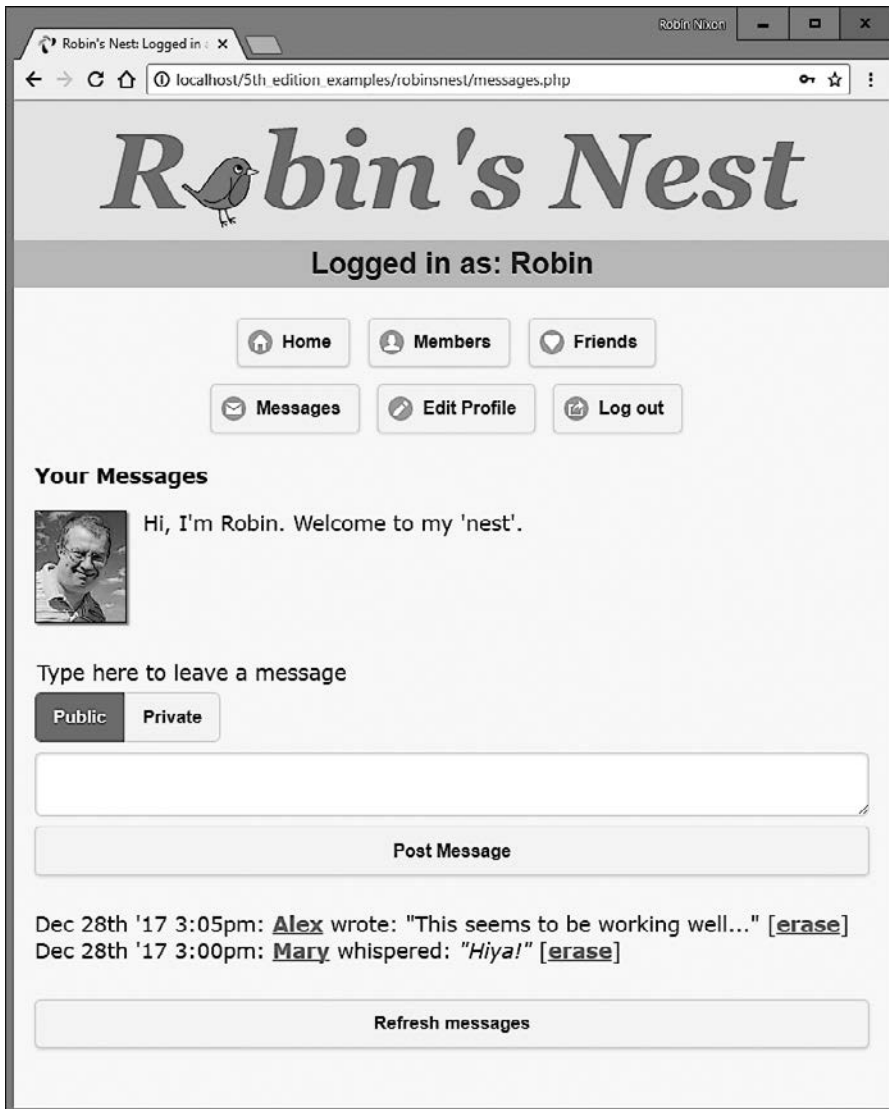 Robin Nixon
Robin's Nest: Logged in
localhost/5th_edition_examples/robinsnest/messages.php
Robin's Nest
Logged in as: Robin
Home Members Friends
Messages Edit Profile Log out
Your Messages
Hi, I'm Robin. Welcome to my 'nest'.
Type here to leave a message
Public Private
Post Message
Dec 28th '17 3:05pm: Alex wrote: "This seems to be working well..." [erase]
Dec 28th '17 3:00pm: Mary whispered: "Hiya!" [erase]
Refresh messages